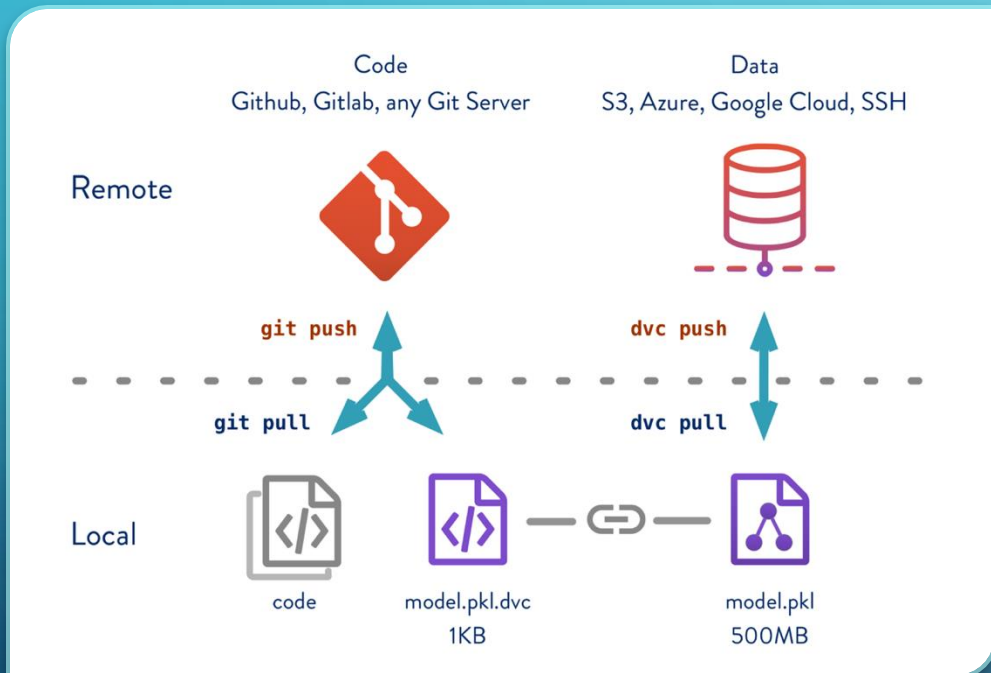 Code
Github, Gitlab, any Git Server
Data
S3, Azure, Google Cloud, SSH
Remote
git push
dvc push
git pull
dvc pull
Local
</>
</>
code
model.pkl.dvc
1KB
model.pkl
500MB